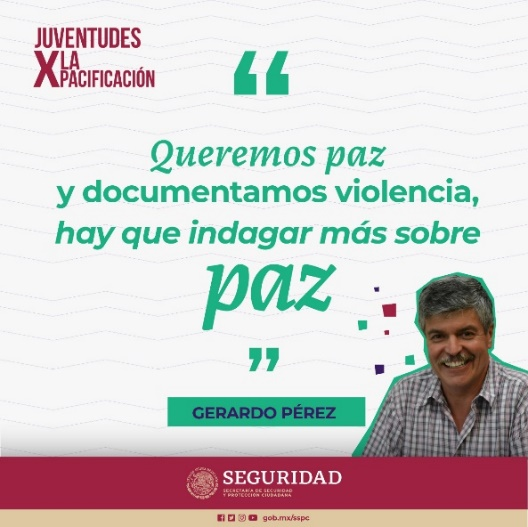 JUVENTUDES
X LA
PACIFICACIÓN
“
Queremos paz
y documentamos violencia,
hay que indagar más sobre
paz
”
GERARDO PÉREZ
SEGURIDAD
SECRETARÍA DE SEGURIDAD
Y PROTECCIÓN CIUDADANA
gob.mx/sspc